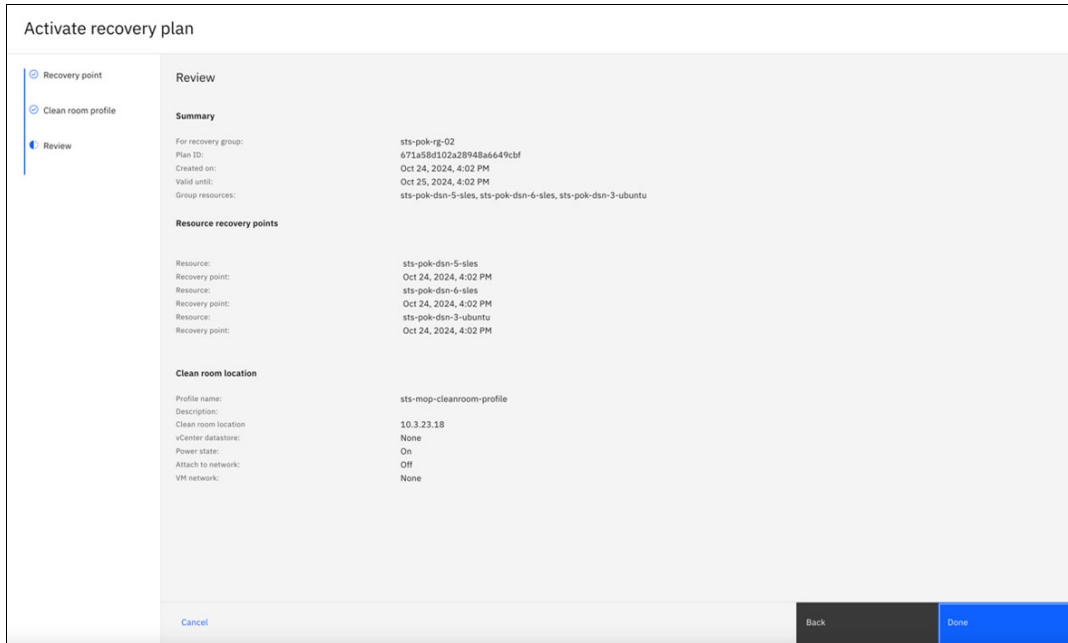 Activate recovery plan
Recovery point
Clean room profile
Review
Review
Summary
For recovery group: sts-pok-rg-02
Plan ID: 671a58d102a28948a6649cbf
Created on: Oct 24, 2024, 4:02 PM
Valid until: Oct 25, 2024, 4:02 PM
Group resources: sts-pok-dsn-5-sles, sts-pok-dsn-6-sles, sts-pok-dsn-3-ubuntu
Resource recovery points
Resource: sts-pok-dsn-5-sles
Recovery point: Oct 24, 2024, 4:02 PM
Resource: sts-pok-dsn-6-sles
Recovery point: Oct 24, 2024, 4:02 PM
Resource: sts-pok-dsn-3-ubuntu
Recovery point: Oct 24, 2024, 4:02 PM
Clean room location
Profile name: sts-mop-cleanroom-profile
Description:
Clean room location 10.3.23.18
vCenter datastore: None
Power state: On
Attach to network: Off
VM network: None
Cancel
Back
Done